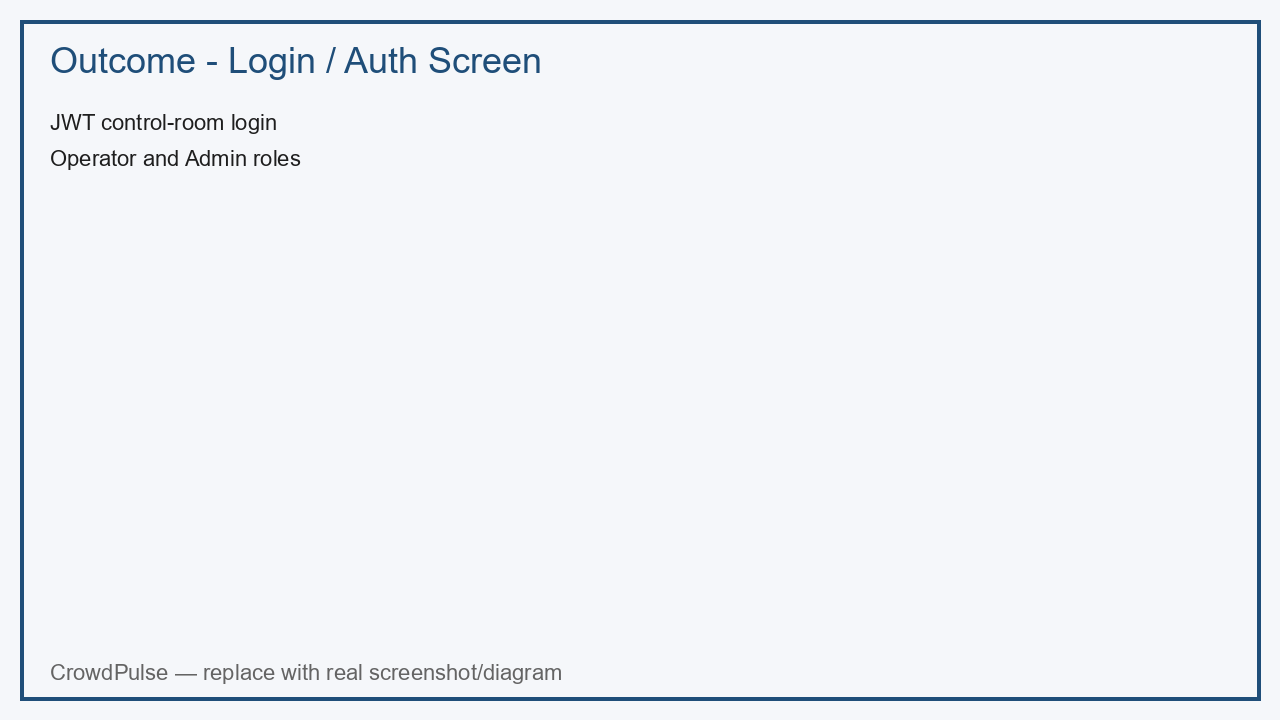 Outcome - Login / Auth Screen
JWT control-room login
Operator and Admin roles
CrowdPulse — replace with real screenshot/diagram